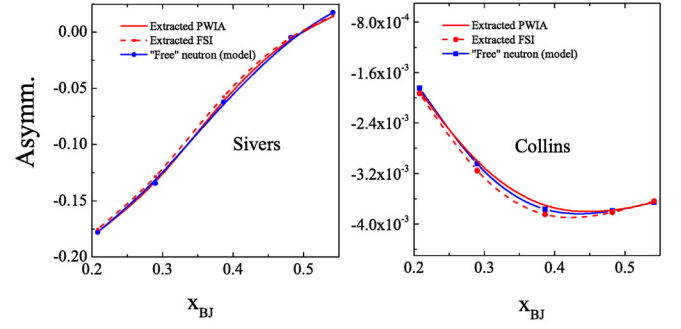 Extracted PWIA
Extracted FSI
"Free" neutron (model)
0.00
-0.05
-0.10
-0.15
-0.20
Asymm.
Sivers
0.2 0.3 0.4 0.5
x_BJ
Extracted PWIA
Extracted FSI
"Free" neutron (model)
-8.0x10⁻⁴
-1.6x10⁻³
-2.4x10⁻³
-3.2x10⁻³
-4.0x10⁻³
Collins
0.2 0.3 0.4 0.5
x_BJ